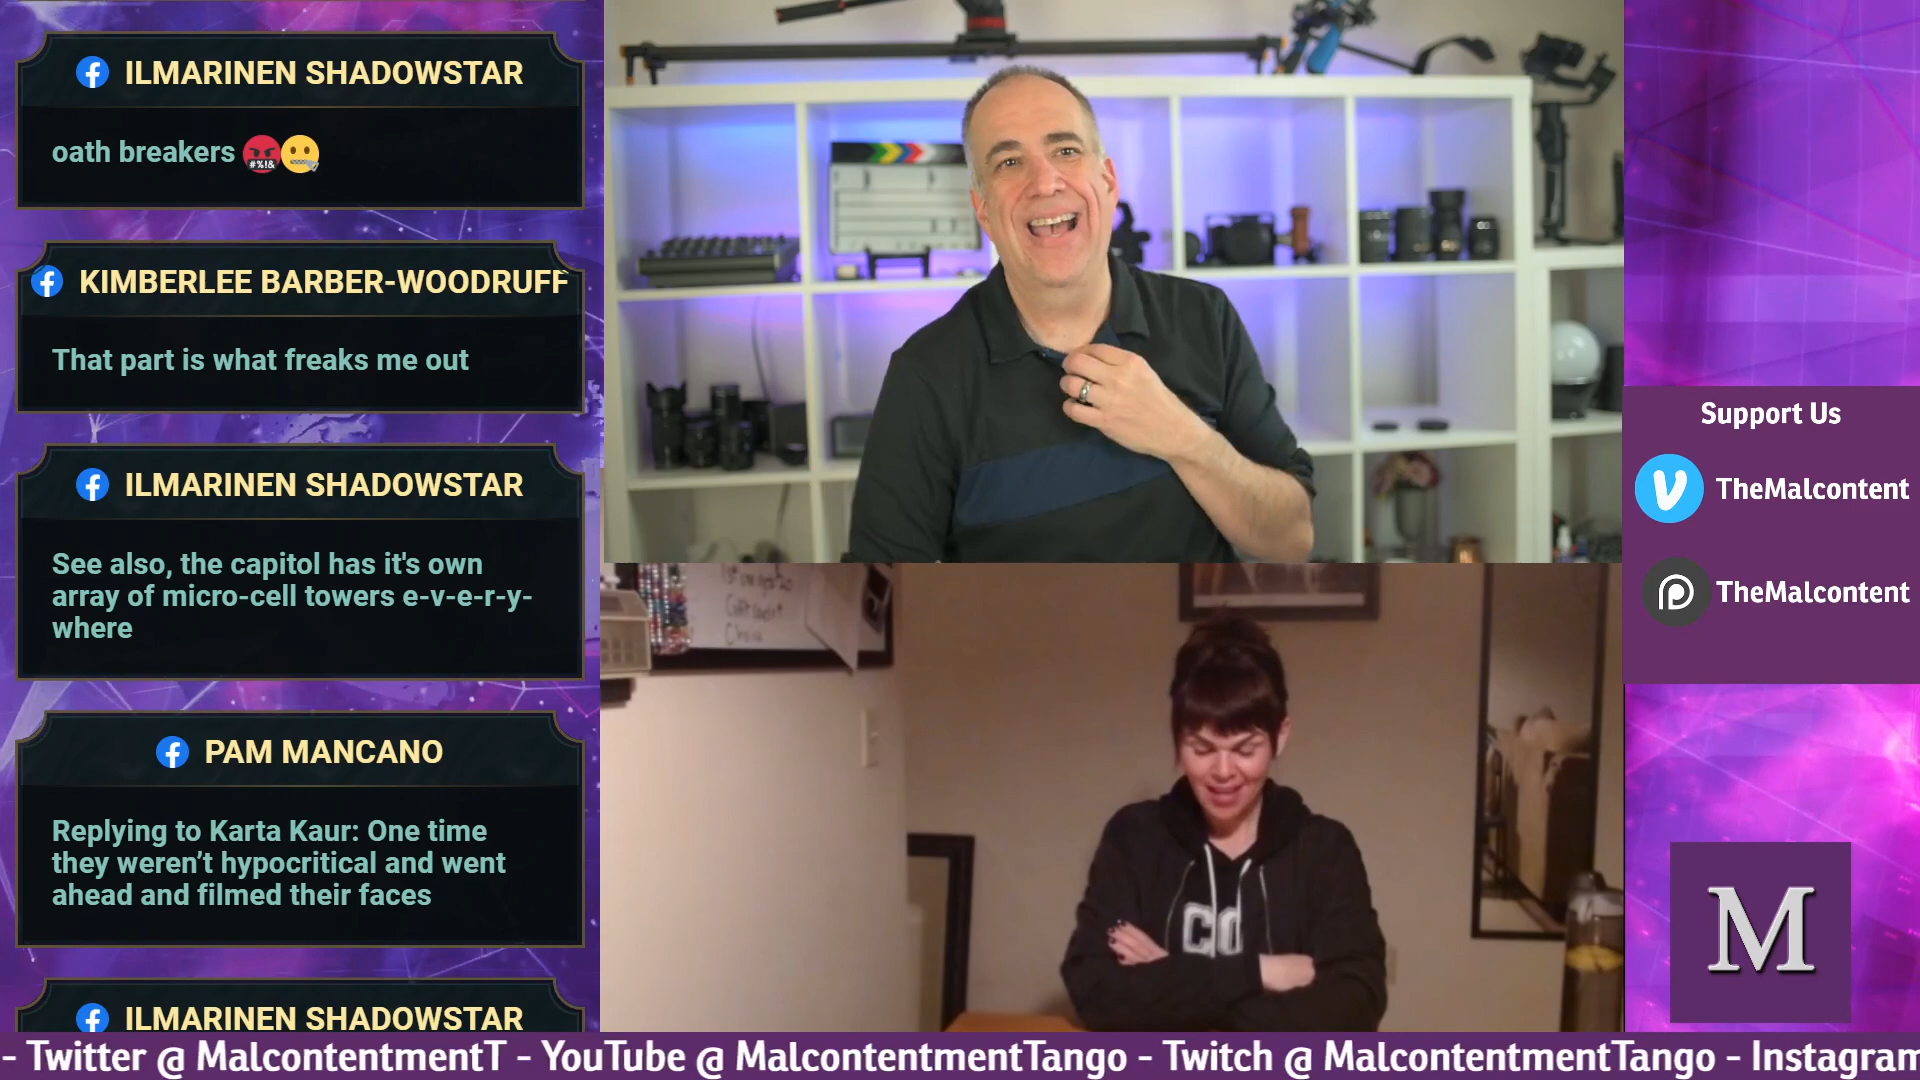 ILMARINEN SHADOWSTAR
oath breakers
KIMBERLEE BARBER-WOODRUFF
That part is what freaks me out
ILMARINEN SHADOWSTAR
See also, the capitol has it's own
array of micro-cell towers e-v-e-r-y-
where
PAM MANCANO
Replying to Karta Kaur: One time
they weren’t hypocritical and went
ahead and filmed their faces
ILMARINEN SHADOWSTAR
CO
Support Us
TheMalcontent
TheMalcontent
M
- Twitter @ MalcontentmentT - YouTube @ MalcontentmentTango - Twitch @ MalcontentmentTango - Instagram